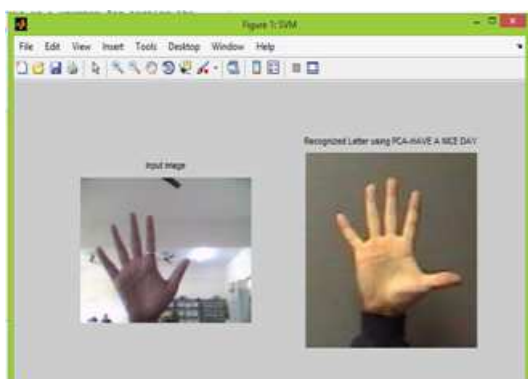 Figure 1: SVM
File Edit View Insert Tools Desktop Window Help
Recognized Letter using PCA-HAVE A NICE DAY
Input image